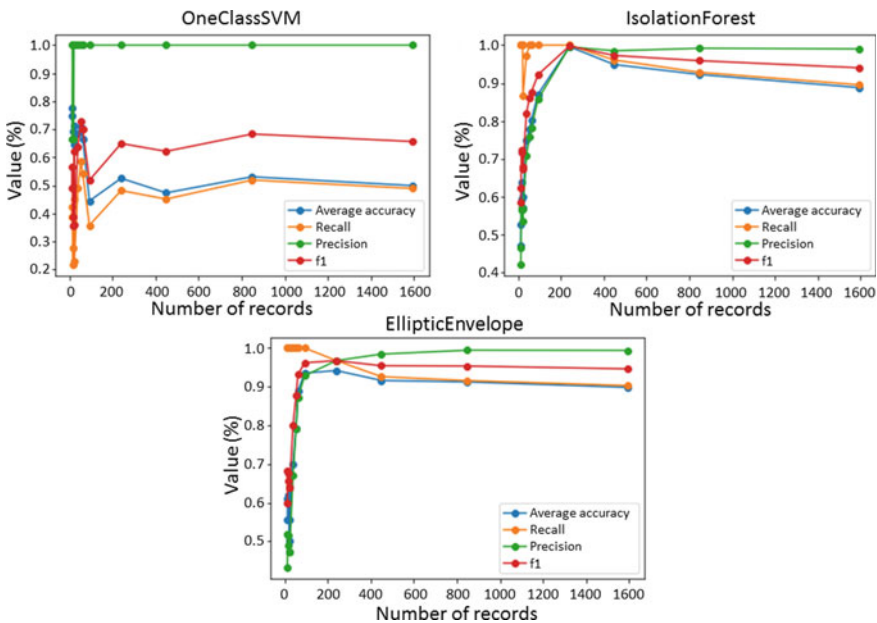 OneClassSVM
1.0
0.9
0.8
0.7
0.6
0.5
0.4
0.3
0.2
Value (%)
0 200 400 600 800 1000 1200 1400 1600
Number of records
Average accuracy
Recall
Precision
f1
IsolationForest
1.0
0.9
0.8
0.7
0.6
0.5
0.4
Value (%)
0 200 400 600 800 1000 1200 1400 1600
Number of records
Average accuracy
Recall
Precision
f1
EllipticEnvelope
1.0
0.9
0.8
0.7
0.6
0.5
Value (%)
0 200 400 600 800 1000 1200 1400 1600
Number of records
Average accuracy
Recall
Precision
f1